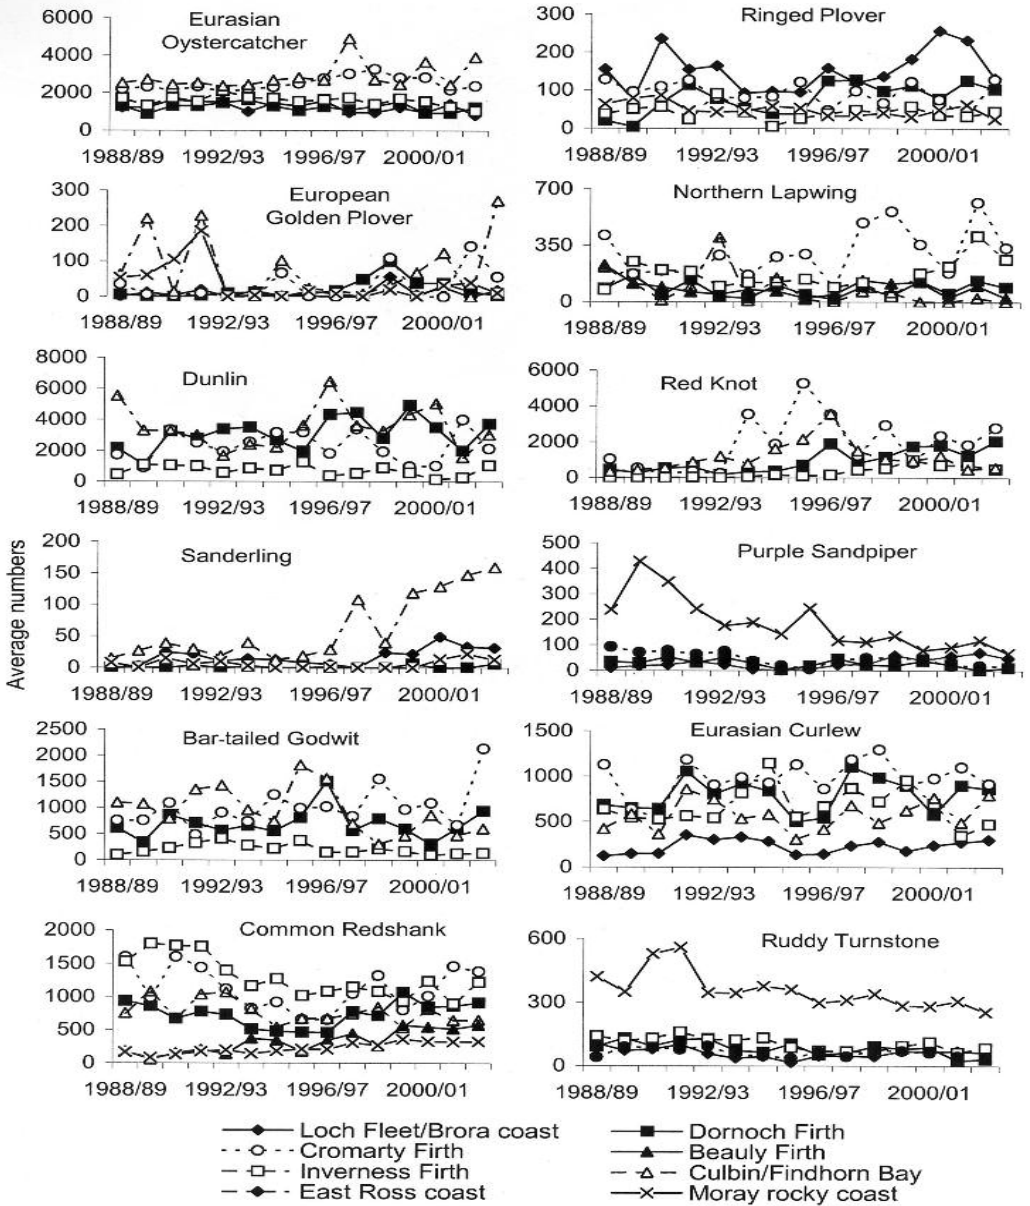 Average numbers
Eurasian
Oystercatcher
6000
4000
2000
0
1988/89 1992/93 1996/97 2000/01
Ringed Plover
300
200
100
0
1988/89 1992/93 1996/97 2000/01
European
Golden Plover
300
200
100
0
1988/89 1992/93 1996/97 2000/01
Northern Lapwing
700
350
0
1988/89 1992/93 1996/97 2000/01
Dunlin
8000
6000
4000
2000
0
1988/89 1992/93 1996/97 2000/01
Red Knot
6000
4000
2000
0
1988/89 1992/93 1996/97 2000/01
Sanderling
200
150
100
50
0
1988/89 1992/93 1996/97 2000/01
Purple Sandpiper
500
400
300
200
100
0
1988/89 1992/93 1996/97 2000/01
Bar-tailed Godwit
2500
2000
1500
1000
500
0
1988/89 1992/93 1996/97 2000/01
Eurasian Curlew
1500
1000
500
0
1988/89 1992/93 1996/97 2000/01
Common Redshank
2000
1500
1000
500
0
1988/89 1992/93 1996/97 2000/01
Ruddy Turnstone
600
300
0
1988/89 1992/93 1996/97 2000/01
Loch Fleet/Brora coast
Cromarty Firth
Inverness Firth
East Ross coast
Dornoch Firth
Beauly Firth
Culbin/Findhorn Bay
Moray rocky coast